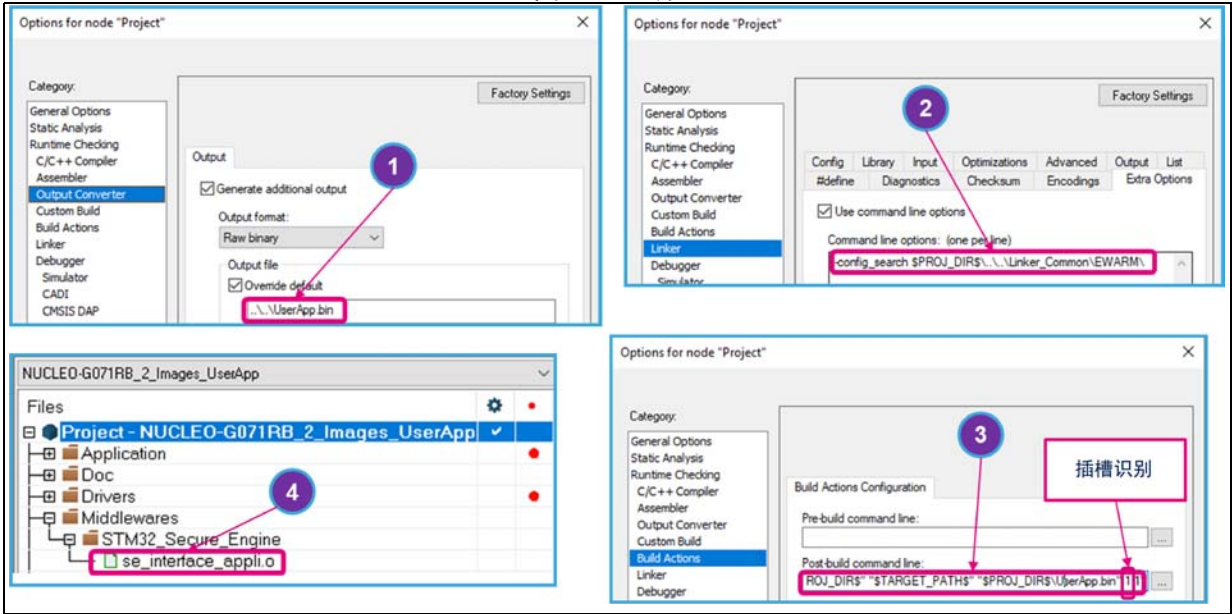 Options for node "Project"
Category:
Factory Settings
General Options
Static Analysis
Runtime Checking
C/C++ Compiler
Assembler
Output Converter
Custom Build
Build Actions
Linker
Debugger
Simulator
CADI
CMSIS DAP
Output
1
Generate additional output
Output format:
Raw binary
Output file
Override default
..\..\UserApp.bin
Options for node "Project"
Category:
Factory Settings
General Options
Static Analysis
Runtime Checking
C/C++ Compiler
Assembler
Output Converter
Custom Build
Build Actions
Linker
Debugger
Simulator
2
Config Library Input Optimizations Advanced Output List
#define Diagnostics Checksum Encodings Extra Options
Use command line options
Command line options: (one per line)
-config_search $PROJ_DIR$\..\..\Linker_Common\EWARM\
NUCLEO-G071RB_2_Images_UserApp
Files
Project - NUCLEO-G071RB_2_Images_UserApp
Application
Doc
Drivers
4
Middlewares
STM32_Secure_Engine
se_interface_appli.o
Options for node "Project"
Category:
General Options
Static Analysis
Runtime Checking
C/C++ Compiler
Assembler
Output Converter
Custom Build
Build Actions
Linker
Debugger
3
插槽识别
Build Actions Configuration
Pre-build command line:
...
Post-build command line:
ROJ_DIR$" "$TARGET_PATH$" "$PROJ_DIR$\UserApp.bin" 1 1
...